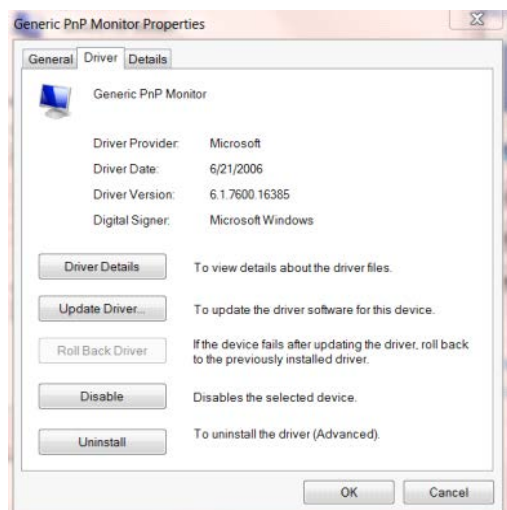 Generic PnP Monitor Properties
General Driver Details
Generic PnP Monitor
Driver Provider: Microsoft
Driver Date: 6/21/2006
Driver Version: 6.1.7600.16385
Digital Signer: Microsoft Windows
Driver Details To view details about the driver files.
Update Driver... To update the driver software for this device.
Roll Back Driver If the device fails after updating the driver, roll back
to the previously installed driver.
Disable Disables the selected device.
Uninstall To uninstall the driver (Advanced).
OK Cancel